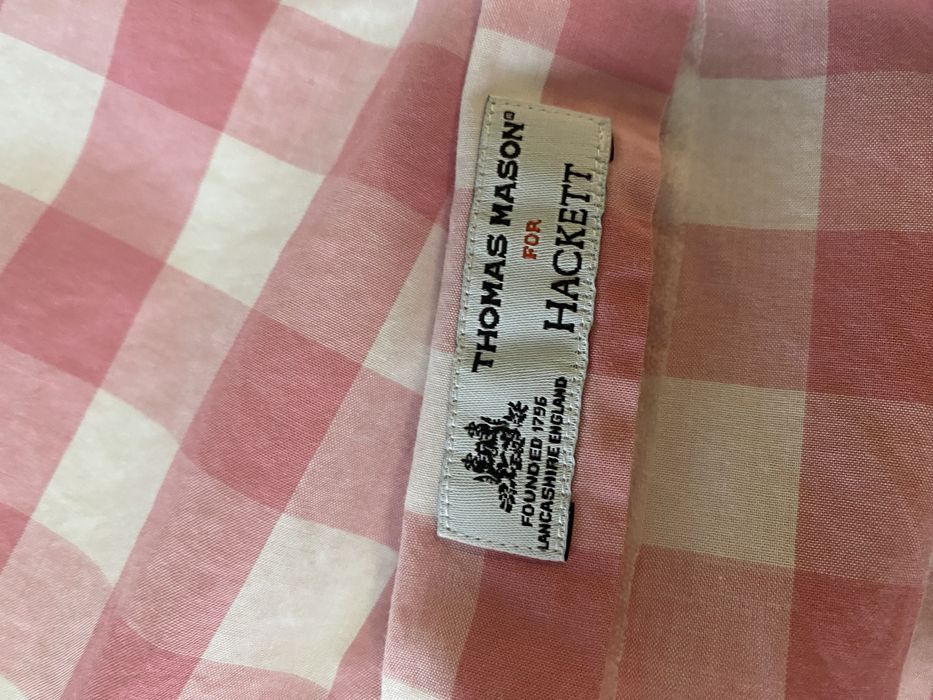 THOMAS MASON®
FOR
HACKETT
FOUNDED 1796
LANCASHIRE ENGLAND